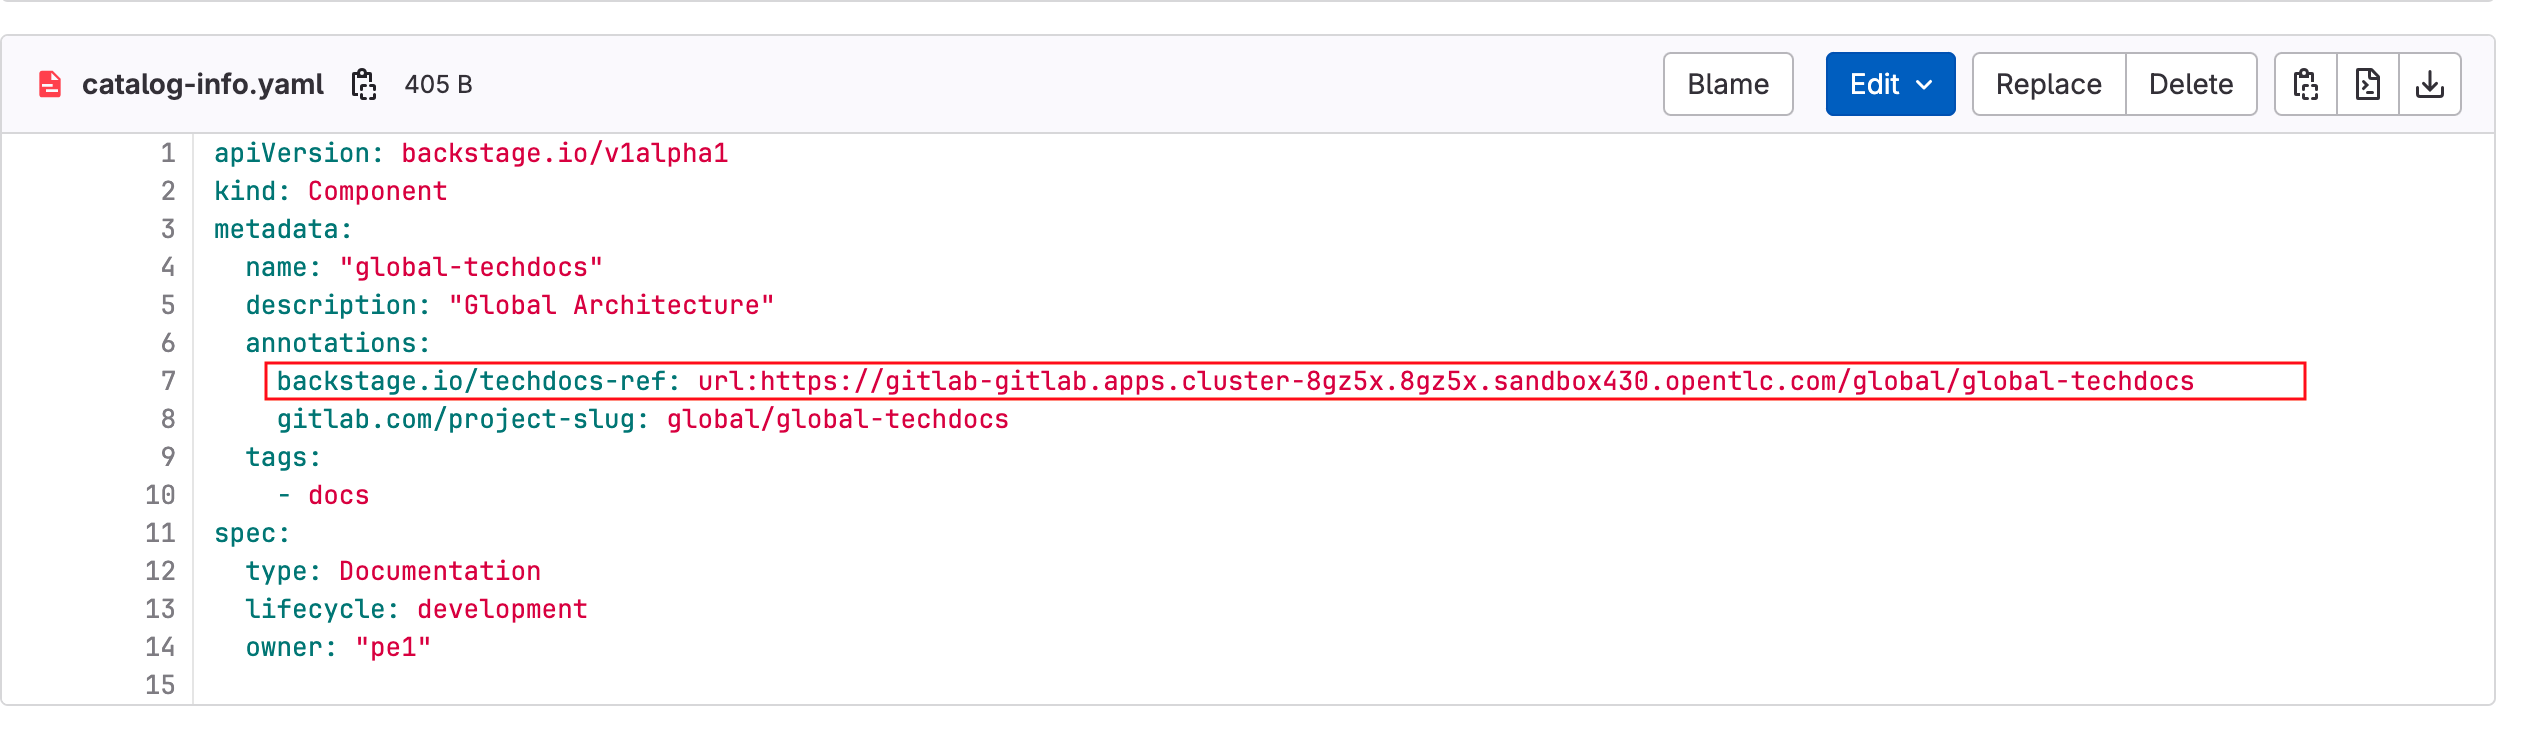 catalog-info.yaml 405 B Blame Edit Replace Delete
1 apiVersion: backstage.io/v1alpha1
2 kind: Component
3 metadata:
4   name: "global-techdocs"
5   description: "Global Architecture"
6   annotations:
7     backstage.io/techdocs-ref: url:https://gitlab-gitlab.apps.cluster-8gz5x.8gz5x.sandbox430.opentlc.com/global/global-techdocs
8     gitlab.com/project-slug: global/global-techdocs
9   tags:
10     - docs
11 spec:
12   type: Documentation
13   lifecycle: development
14   owner: "pe1"
15